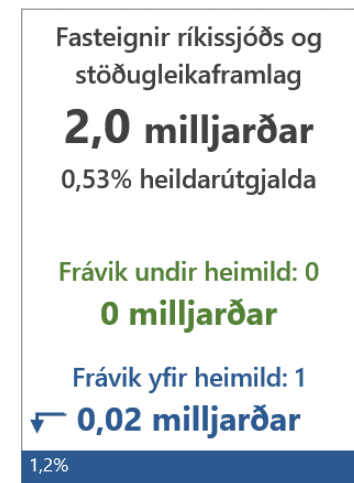 Fasteignir ríkissjóðs og
stöðugleikaframlag
2,0 milljarðar
0,53% heildarútgjalda
Frávik undir heimild: 0
0 milljarðar
Frávik yfir heimild: 1
0,02 milljarðar
1,2%